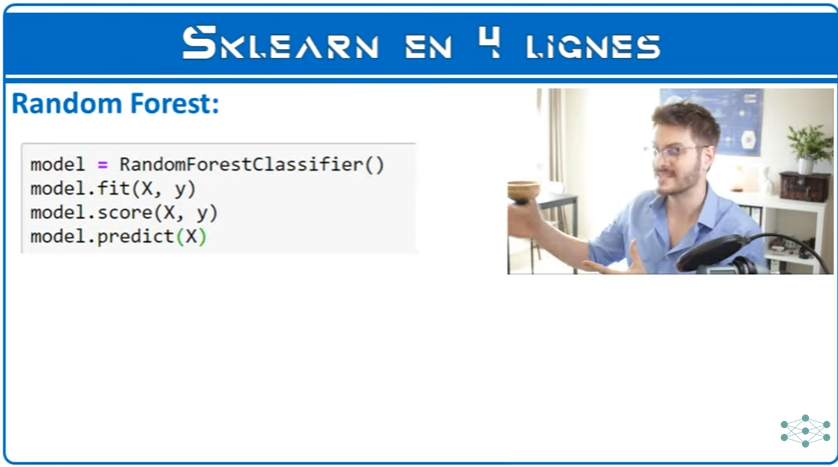 Sklearn en 4 lignes
Random Forest:
model = RandomForestClassifier()
model.fit(X, y)
model.score(X, y)
model.predict(X)